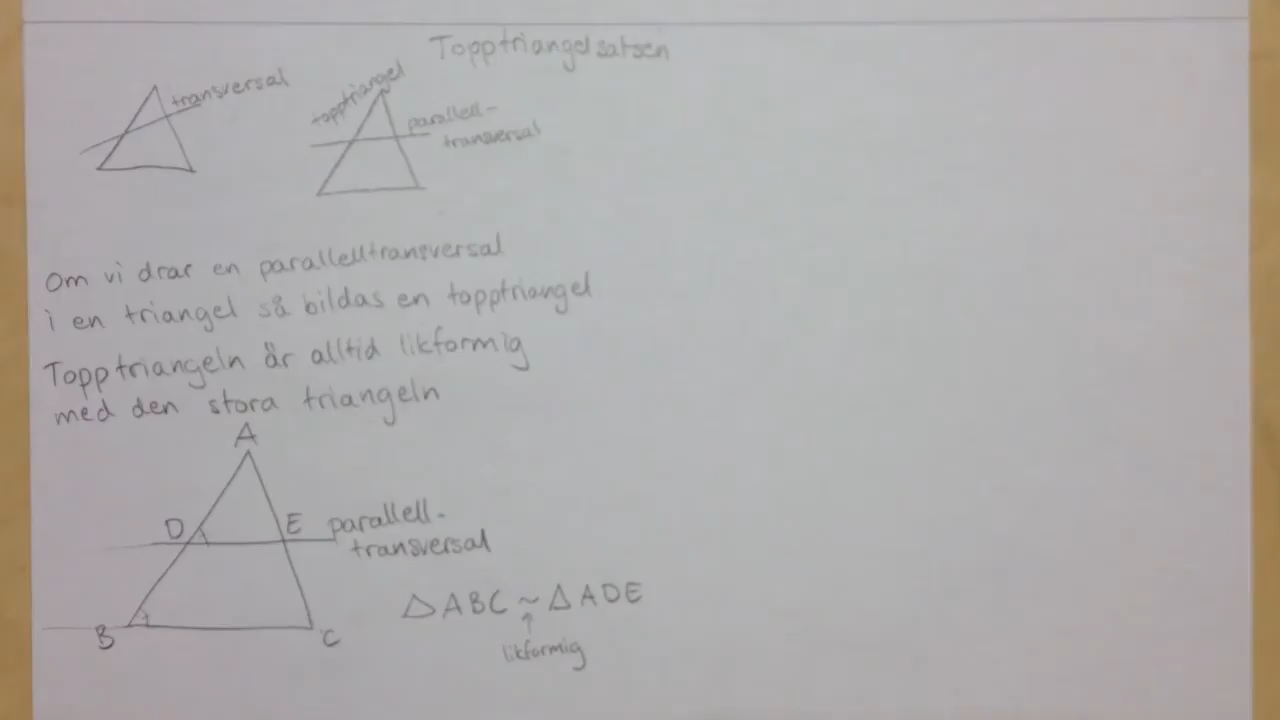 Topptriangelsatsen
transversal
topptriangel
parallell-
transversal
Om vi drar en parallelltransversal
i en triangel så bildas en topptriangel
Topptriangeln är alltid likformig
med den stora triangeln
A
D
E
parallell-
transversal
B
C
△ABC ~ △ADE
↑
likformig